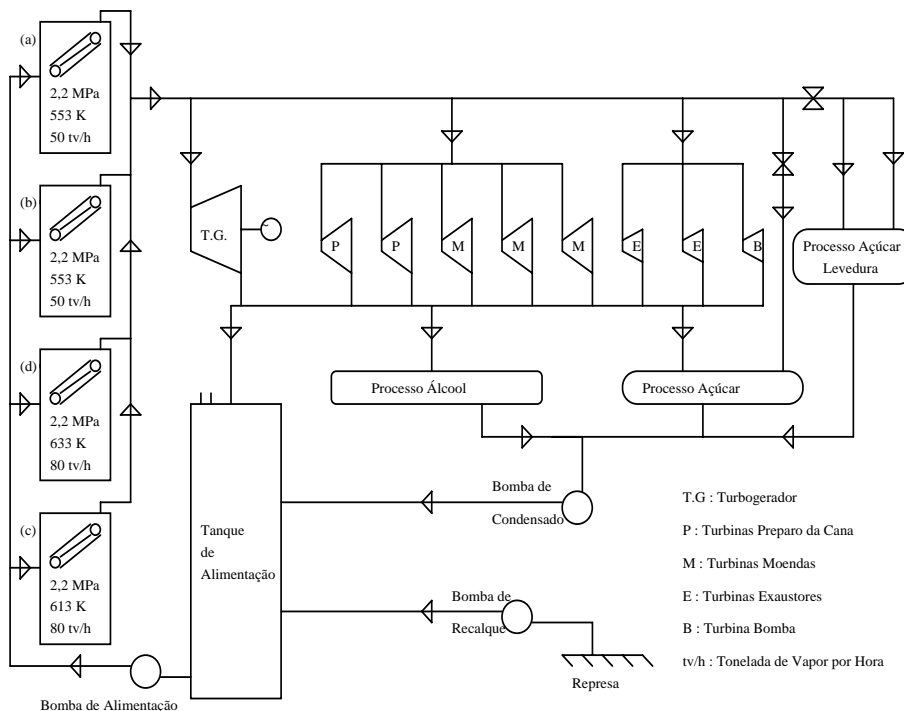 (a)
2,2 MPa
553 K
50 tv/h
(b)
2,2 MPa
553 K
50 tv/h
(d)
2,2 MPa
633 K
80 tv/h
(c)
2,2 MPa
613 K
80 tv/h
T.G.
P
P
M
M
M
E
E
B
Processo Açúcar
Levedura
Processo Álcool
Processo Açúcar
Tanque
de
Alimentação
Bomba de
Condensado
Bomba de
Recalque
Represa
Bomba de Alimentação
T.G : Turbogerador
P : Turbinas Preparo da Cana
M : Turbinas Moendas
E : Turbinas Exaustores
B : Turbina Bomba
tv/h : Tonelada de Vapor por Hora